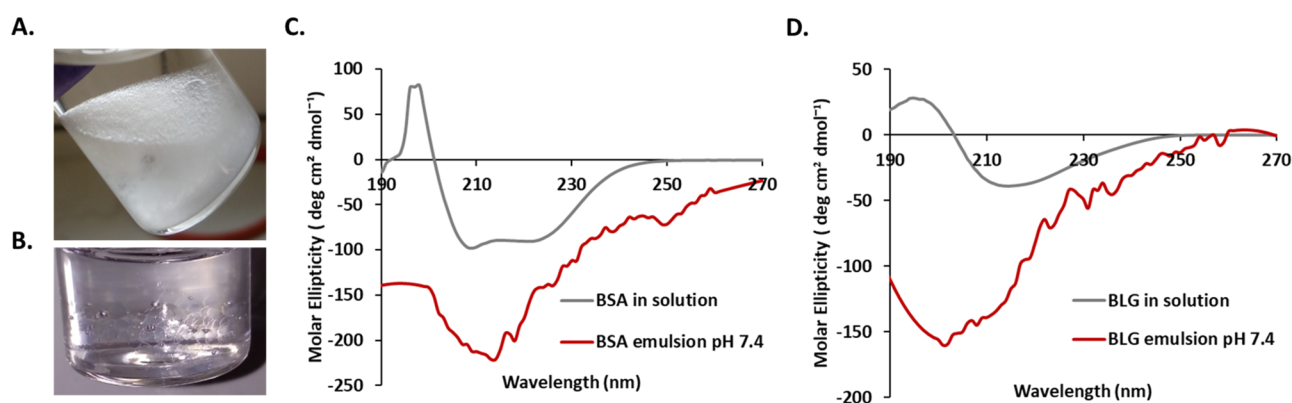 A.
B.
C.
100
50
0
-50
-100
-150
-200
-250
190
210
230
250
270
Molar Ellipticity ( deg cm² dmol⁻¹)
BSA in solution
BSA emulsion pH 7.4
Wavelength (nm)
D.
50
0
-50
-100
-150
-200
190
210
230
250
270
Molar Ellipticity ( deg cm² dmol⁻¹)
BLG in solution
BLG emulsion pH 7.4
Wavelength (nm)